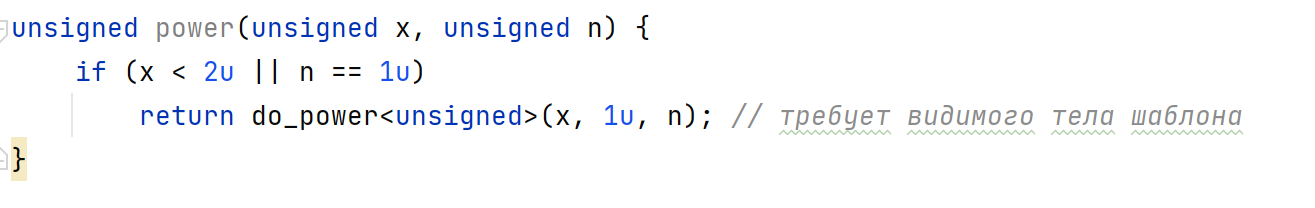 unsigned power(unsigned x, unsigned n) {
    if (x < 2u || n == 1u)
        return do_power<unsigned>(x, 1u, n); // требует видимого тела шаблона
}